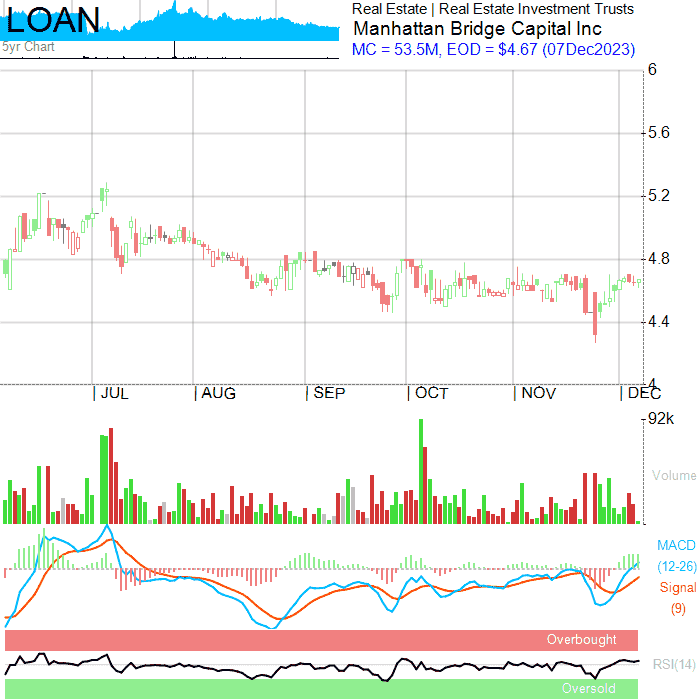 LOAN
5yr Chart
Real Estate | Real Estate Investment Trusts
Manhattan Bridge Capital Inc
MC = 53.5M, EOD = $4.67 (07Dec2023)
6
5.6
5.2
4.8
4.4
4
JUL
AUG
SEP
OCT
NOV
DEC
92k
Volume
MACD
(12-26)
Signal
(9)
Overbought
RSI(14)
Oversold